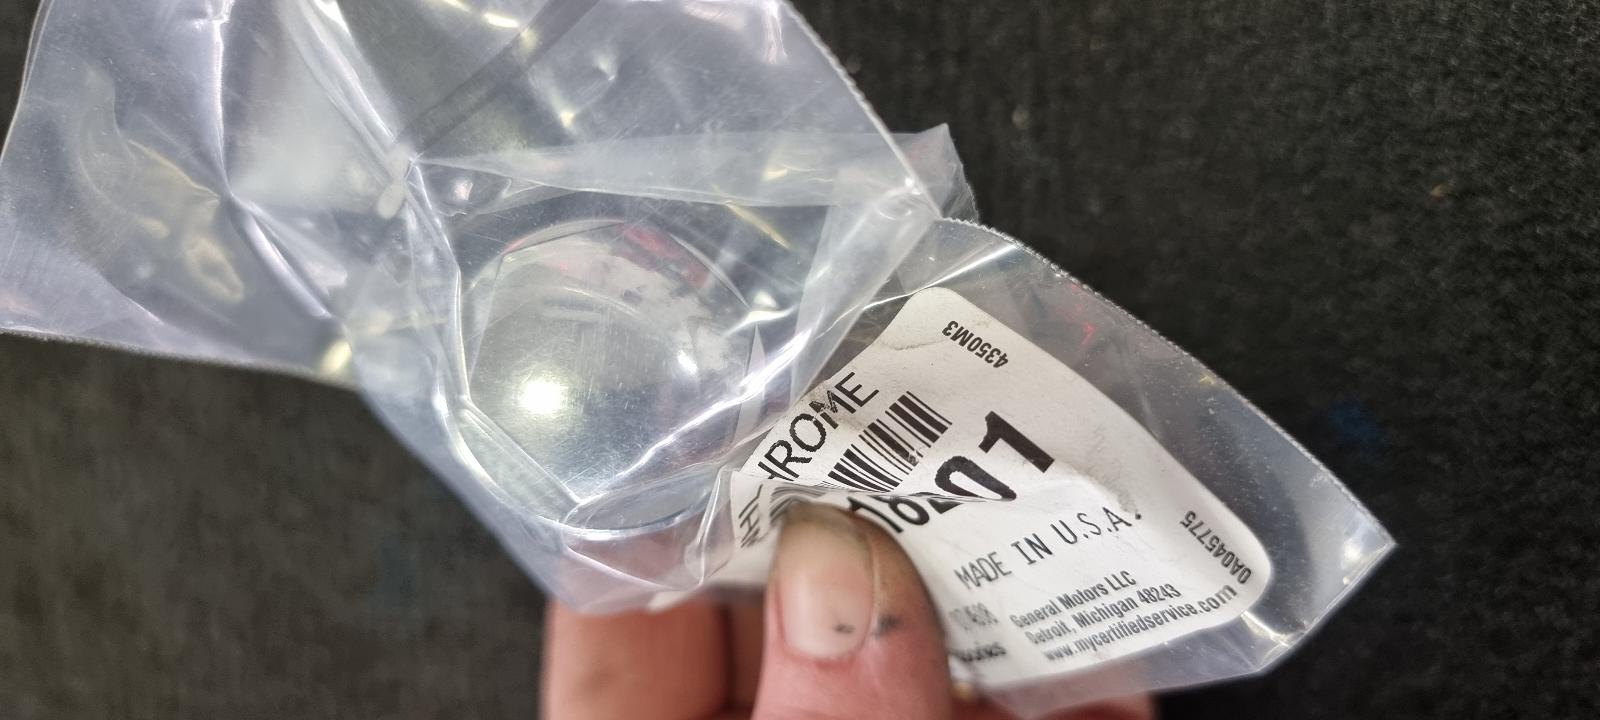 4350M3
HROME
01
MADE IN U.S.A.
0A045775
General Motors LLC
Detroit, Michigan 48243
www.mycertifiedservice.com